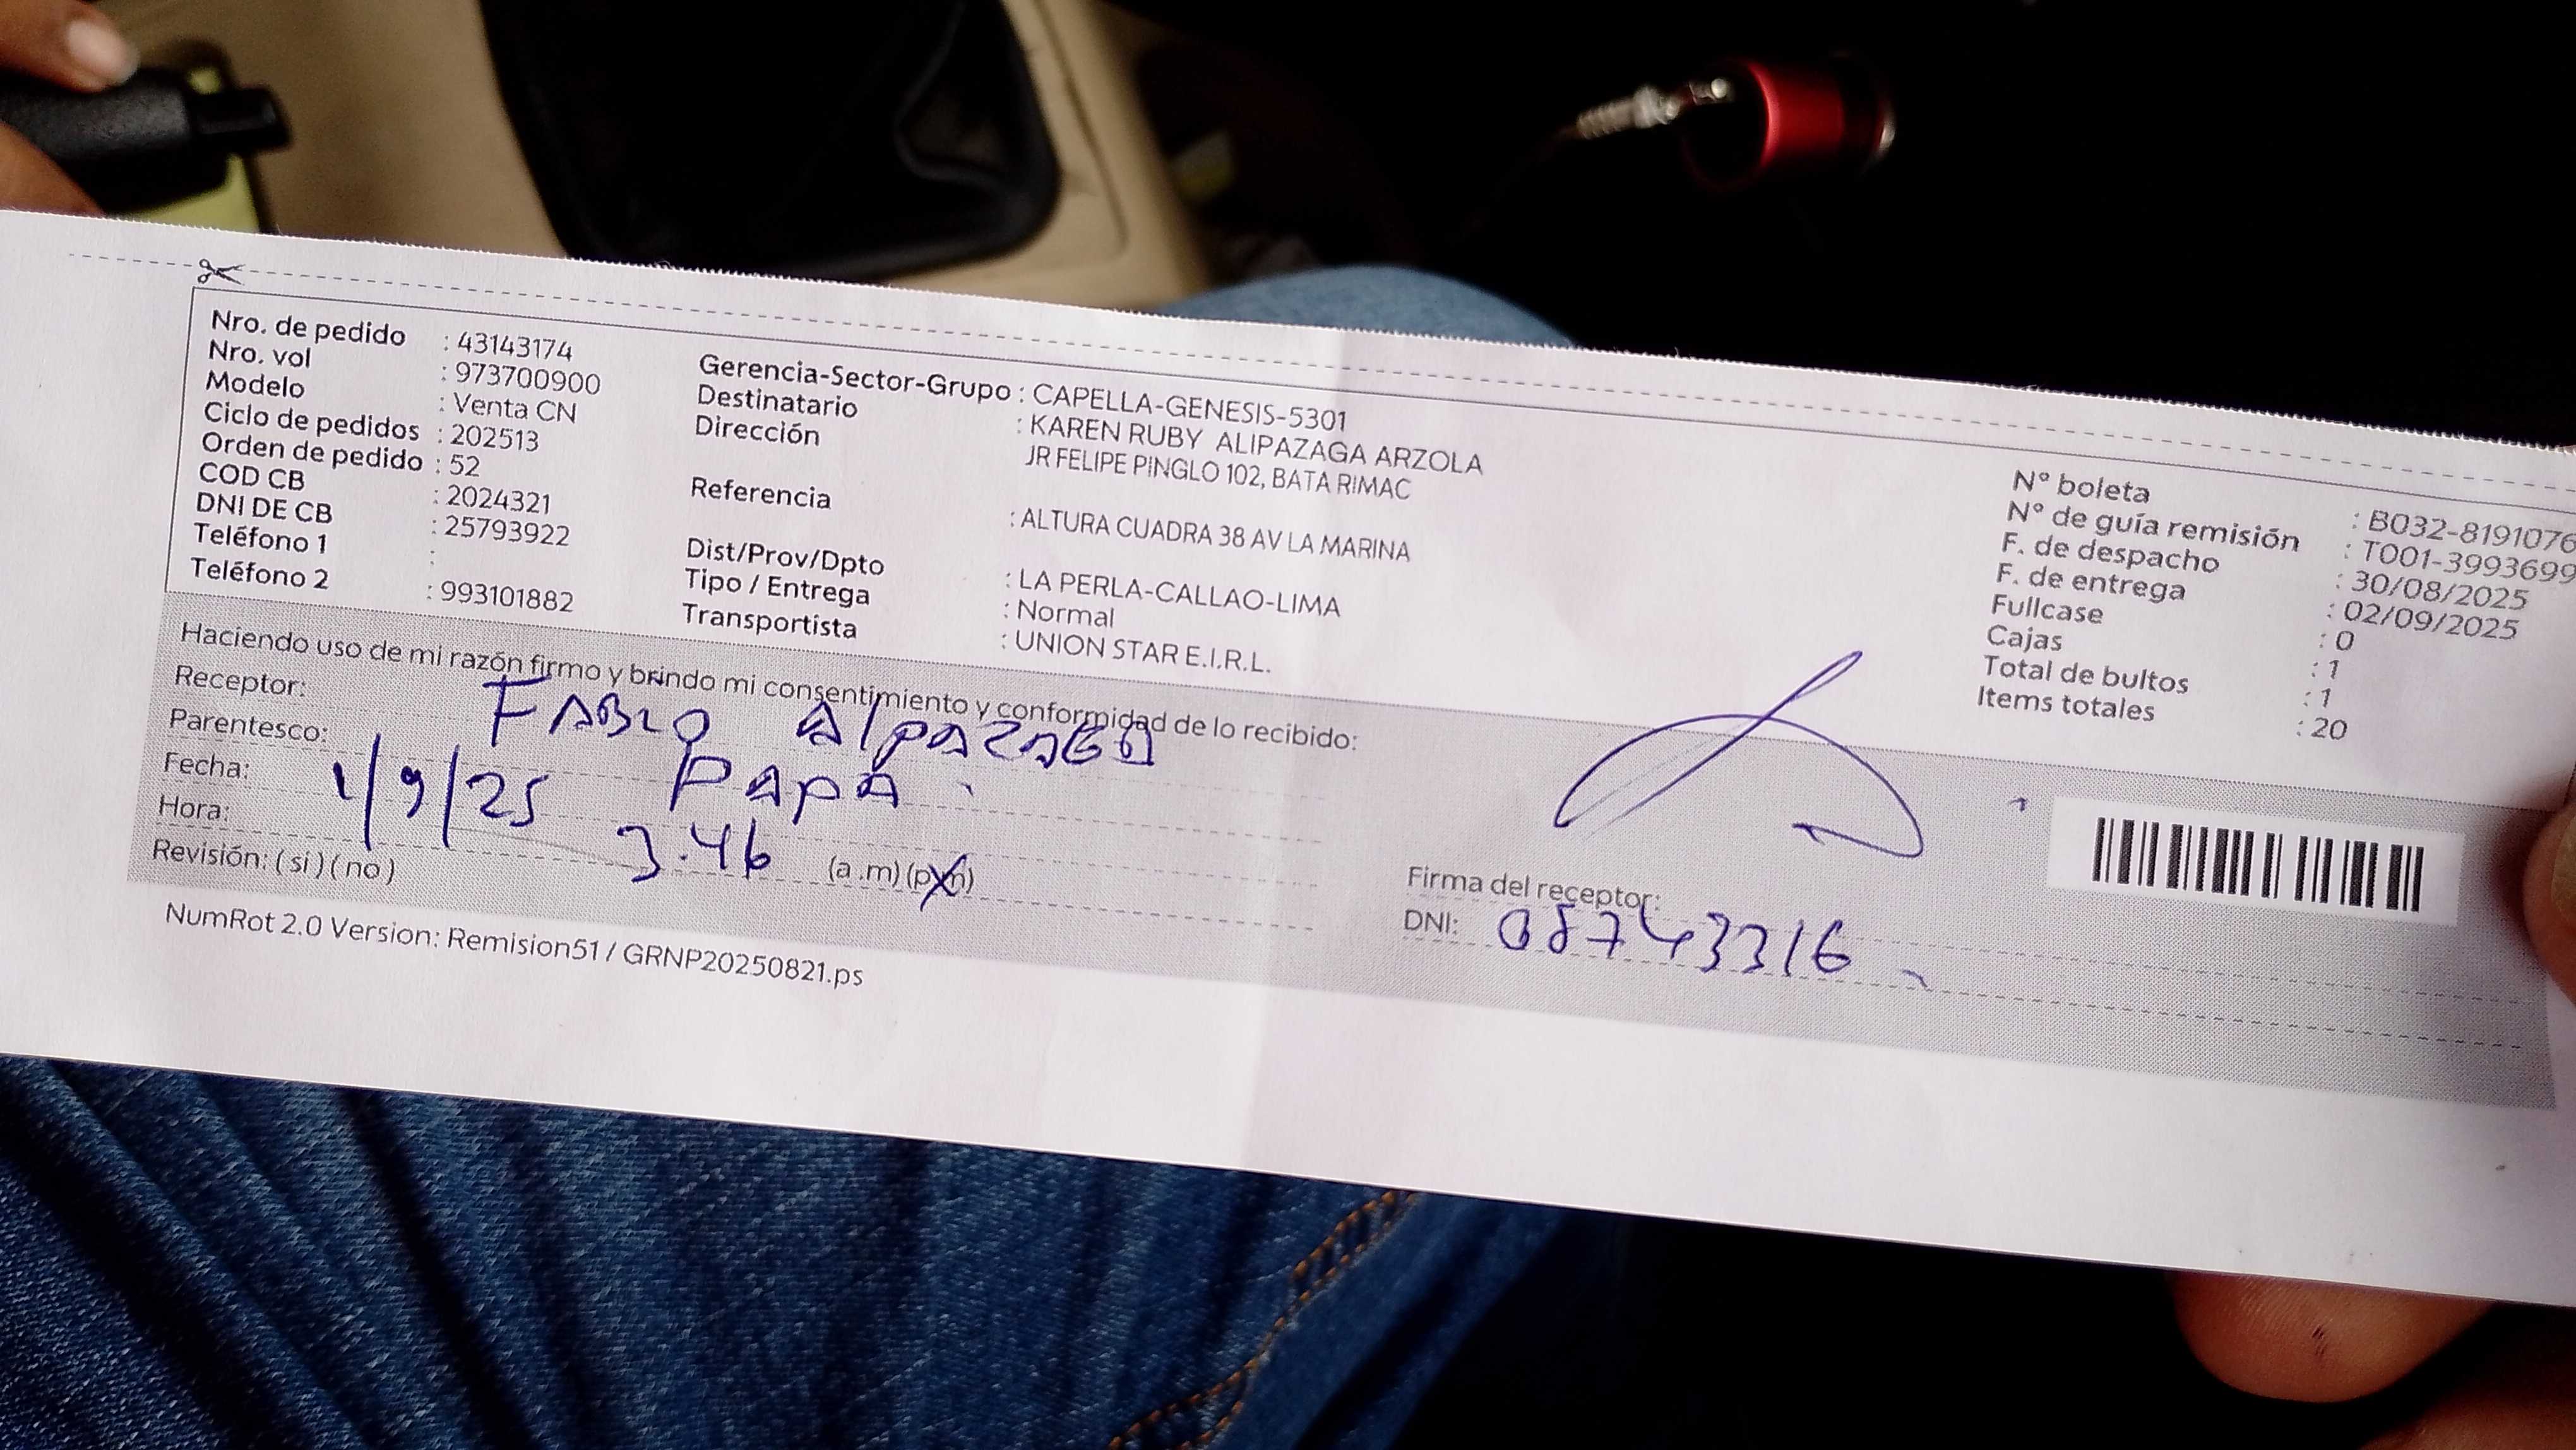 Nro. de pedido : 43143174
Nro. vol : 973700900
Modelo : Venta CN
Ciclo de pedidos : 202513
Orden de pedido : 52
COD CB : 2024321
DNI DE CB : 25793922
Teléfono 1 :
Teléfono 2 : 993101882
Gerencia-Sector-Grupo : CAPELLA-GENESIS-5301
Destinatario : KAREN RUBY ALIPAZAGA ARZOLA
Dirección JR FELIPE PINGLO 102, BATA RIMAC
Referencia : ALTURA CUADRA 38 AV LA MARINA
Dist/Prov/Dpto : LA PERLA-CALLAO-LIMA
Tipo / Entrega : Normal
Transportista : UNION STAR E.I.R.L.
N° boleta : B032-8191076
N° de guía remisión : T001-3993699
F. de despacho : 30/08/2025
F. de entrega : 02/09/2025
Fullcase : 0
Cajas : 1
Total de bultos : 1
Items totales : 20
Haciendo uso de mi razón firmo y brindo mi consentimiento y conformidad de lo recibido:
Receptor: FABIO AlPAZAGA
Parentesco: PAPA
Fecha: 1/9/25
Hora: 3.46 (a.m)(p.m)
Revisión: (si)(no)
Firma del receptor:
DNI: 08743316
NumRot 2.0 Version: Remision51 / GRNP20250821.ps